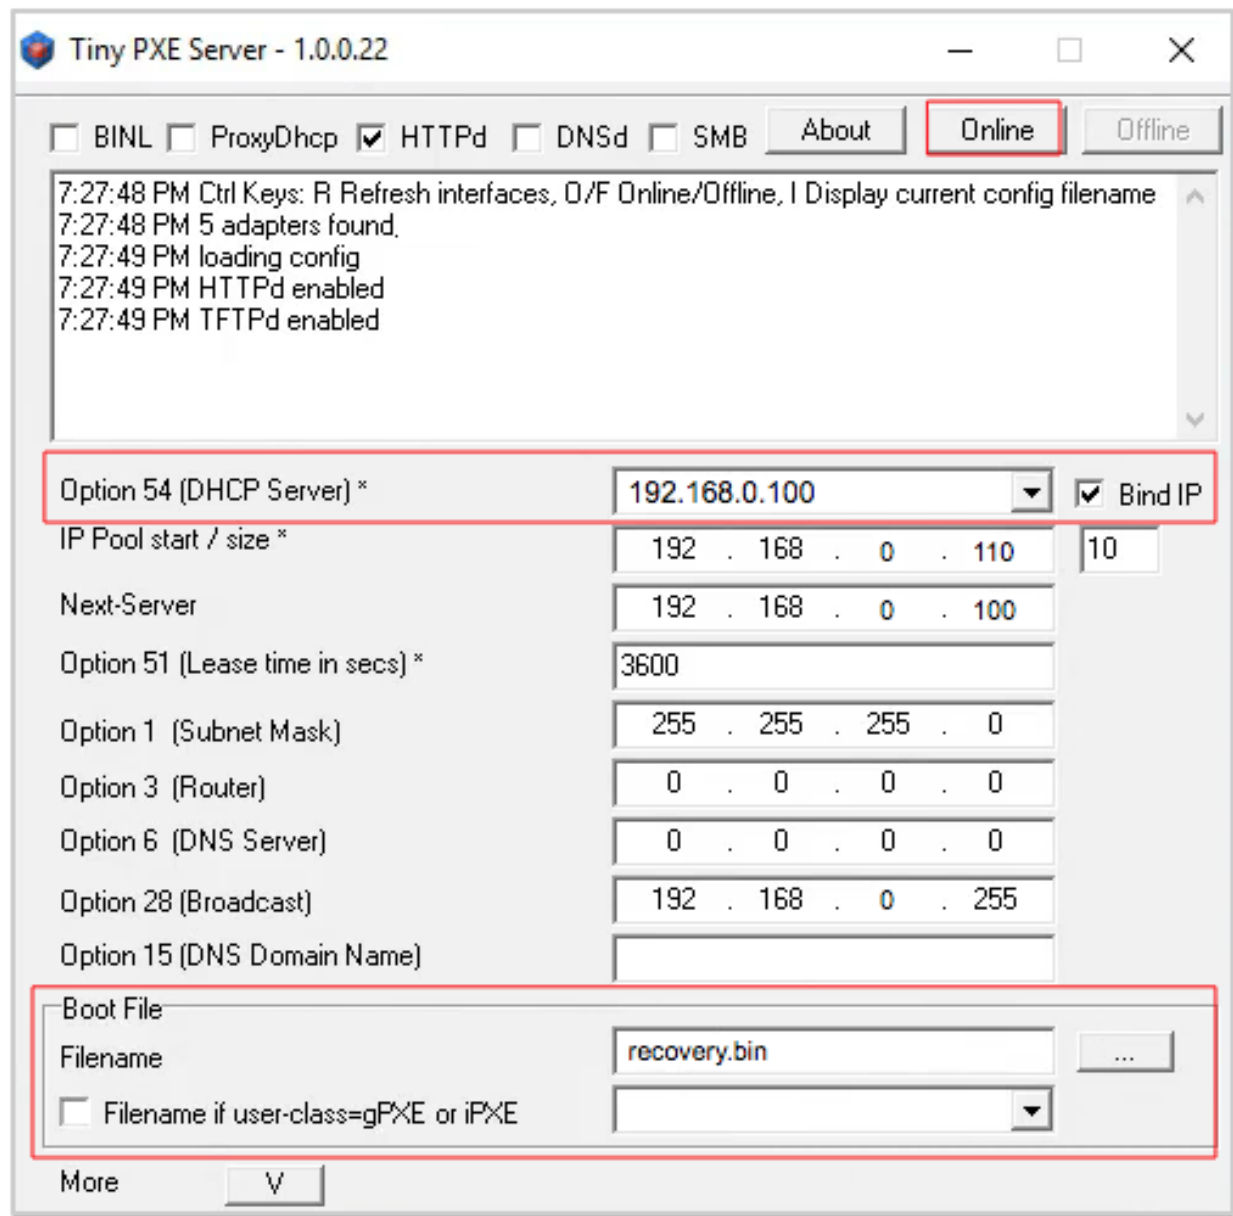 Tiny PXE Server - 1.0.0.22
BINL ProxyDhcp HTTPd DNSd SMB About Online Offline
7:27:48 PM Ctrl Keys: R Refresh interfaces, O/F Online/Offline, I Display current config filename
7:27:48 PM 5 adapters found.
7:27:49 PM loading config
7:27:49 PM HTTPd enabled
7:27:49 PM TFTPd enabled
Option 54 (DHCP Server) * 192.168.0.100 Bind IP
IP Pool start / size * 192 . 168 . 0 . 110 10
Next-Server 192 . 168 . 0 . 100
Option 51 (Lease time in secs) * 3600
Option 1 (Subnet Mask) 255 . 255 . 255 . 0
Option 3 (Router) 0 . 0 . 0 . 0
Option 6 (DNS Server) 0 . 0 . 0 . 0
Option 28 (Broadcast) 192 . 168 . 0 . 255
Option 15 (DNS Domain Name)
Boot File
Filename recovery.bin ...
Filename if user-class=gPXE or iPXE
More V